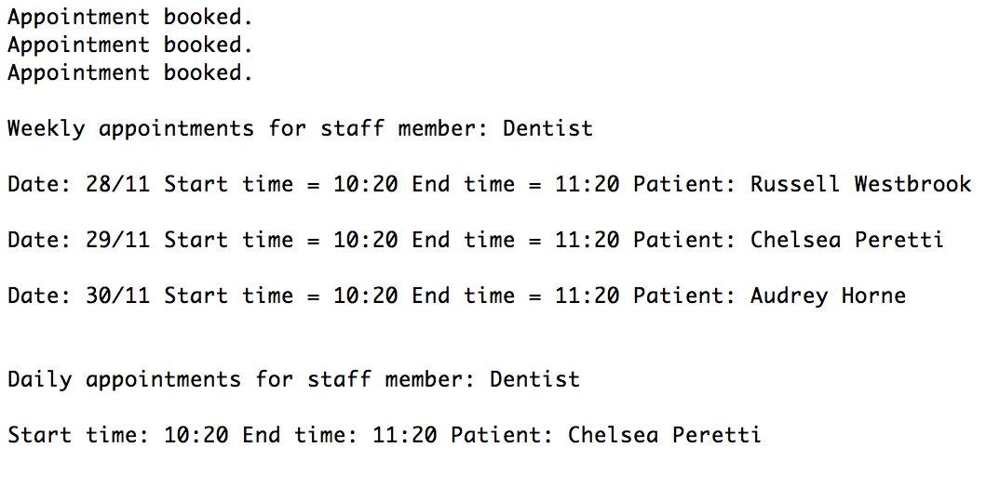 Appointment booked.
Appointment booked.
Appointment booked.
Weekly appointments for staff member: Dentist
Date: 28/11 Start time = 10:20 End time = 11:20 Patient: Russell Westbrook
Date: 29/11 Start time = 10:20 End time = 11:20 Patient: Chelsea Peretti
Date: 30/11 Start time = 10:20 End time = 11:20 Patient: Audrey Horne
Daily appointments for staff member: Dentist
Start time: 10:20 End time: 11:20 Patient: Chelsea Peretti